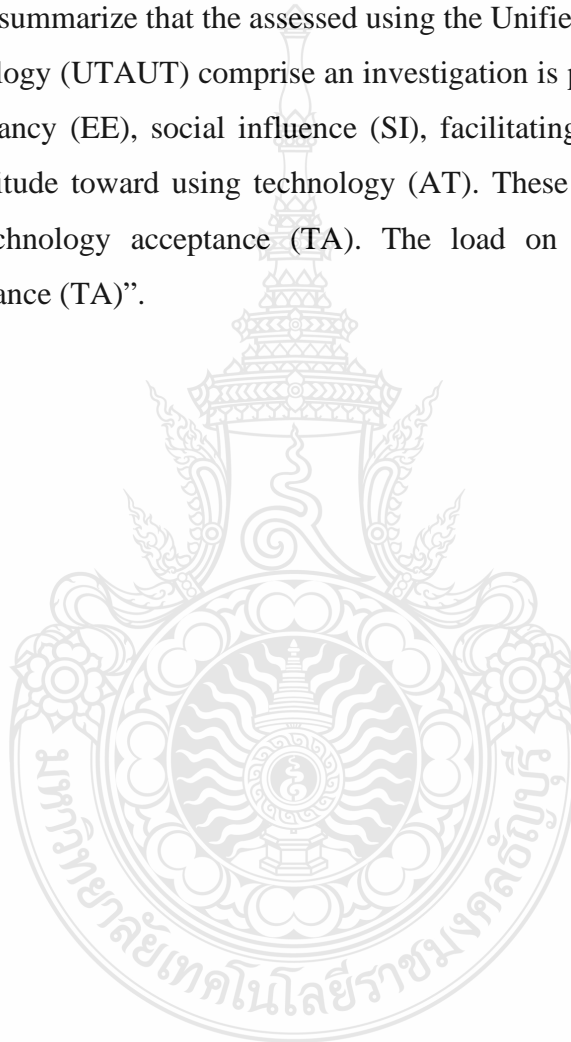 summarize that the assessed using the Unifie
logy (UTAUT) comprise an investigation is p
ancy (EE), social influence (SI), facilitating
itude toward using technology (AT). These
chnology acceptance (TA). The load on
ance (TA)”.
มหาวิทยาลัยเทคโนโลยีราชมงคลธัญบุรี